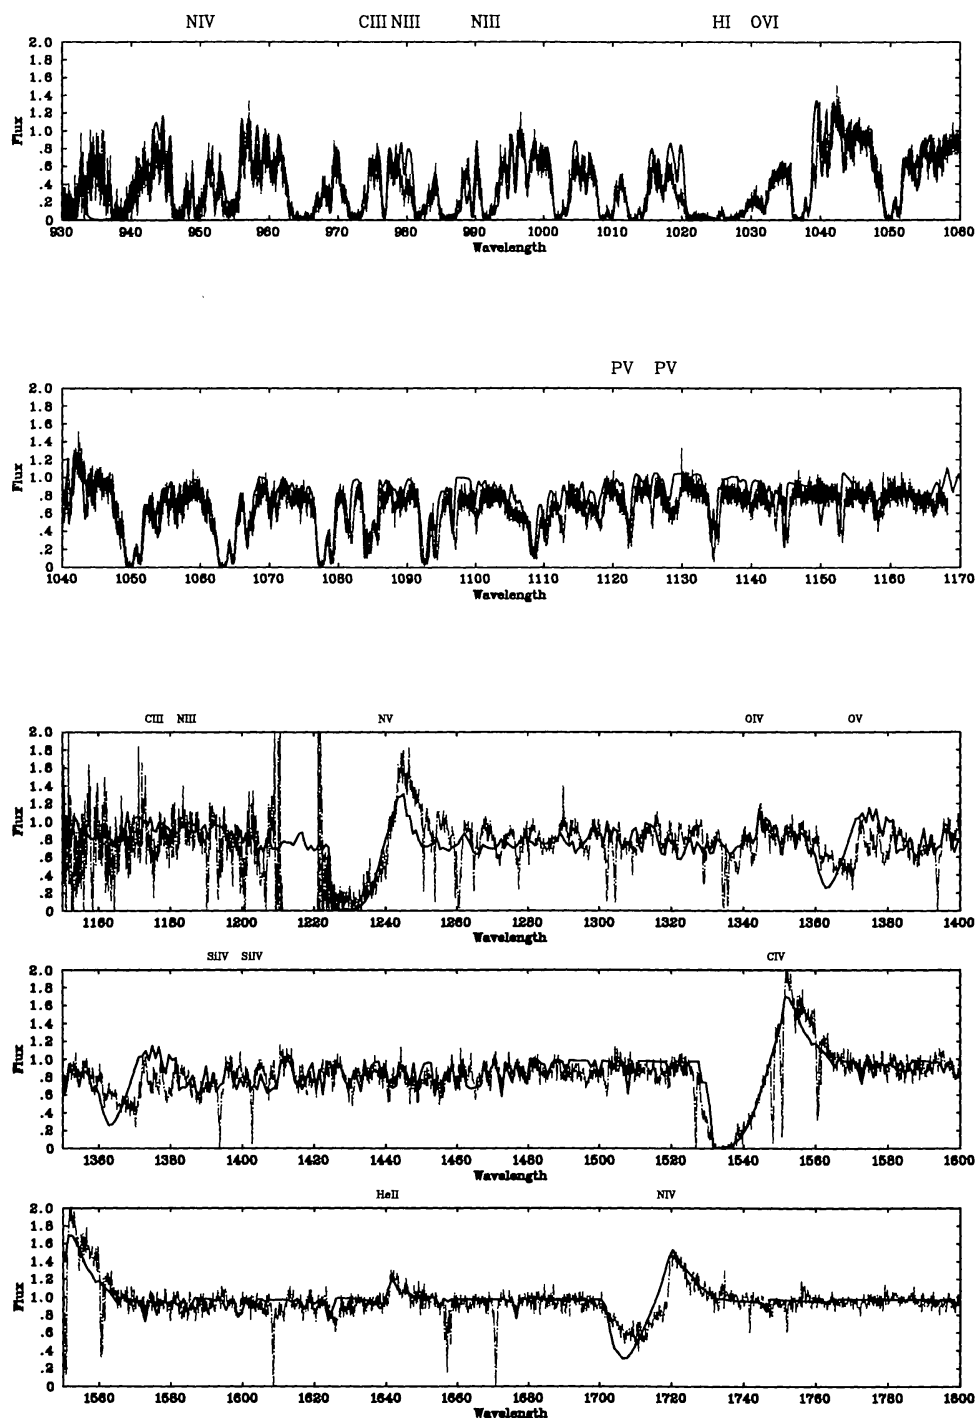 NIV CIII NIII NIII HI OVI
2.0
1.8
1.6
1.4
1.2
1.0
.8
.6
.4
.2
0
Flux
930 940 950 960 970 980 990 1000 1010 1020 1030 1040 1050 1060
Wavelength
PV PV
2.0
1.8
1.6
1.4
1.2
1.0
.8
.6
.4
.2
0
Flux
1040 1050 1060 1070 1080 1090 1100 1110 1120 1130 1140 1150 1160 1170
Wavelength
CIII NIII NV OIV OV
2.0
1.8
1.6
1.4
1.2
1.0
.8
.6
.4
.2
0
Flux
1160 1180 1200 1220 1240 1260 1280 1300 1320 1340 1360 1380 1400
Wavelength
SiIV SiIV CIV
2.0
1.8
1.6
1.4
1.2
1.0
.8
.6
.4
.2
0
Flux
1360 1380 1400 1420 1440 1460 1480 1500 1520 1540 1560 1580 1600
Wavelength
HeII NIV
2.0
1.8
1.6
1.4
1.2
1.0
.8
.6
.4
.2
0
Flux
1560 1580 1600 1620 1640 1660 1680 1700 1720 1740 1760 1780 1800
Wavelength